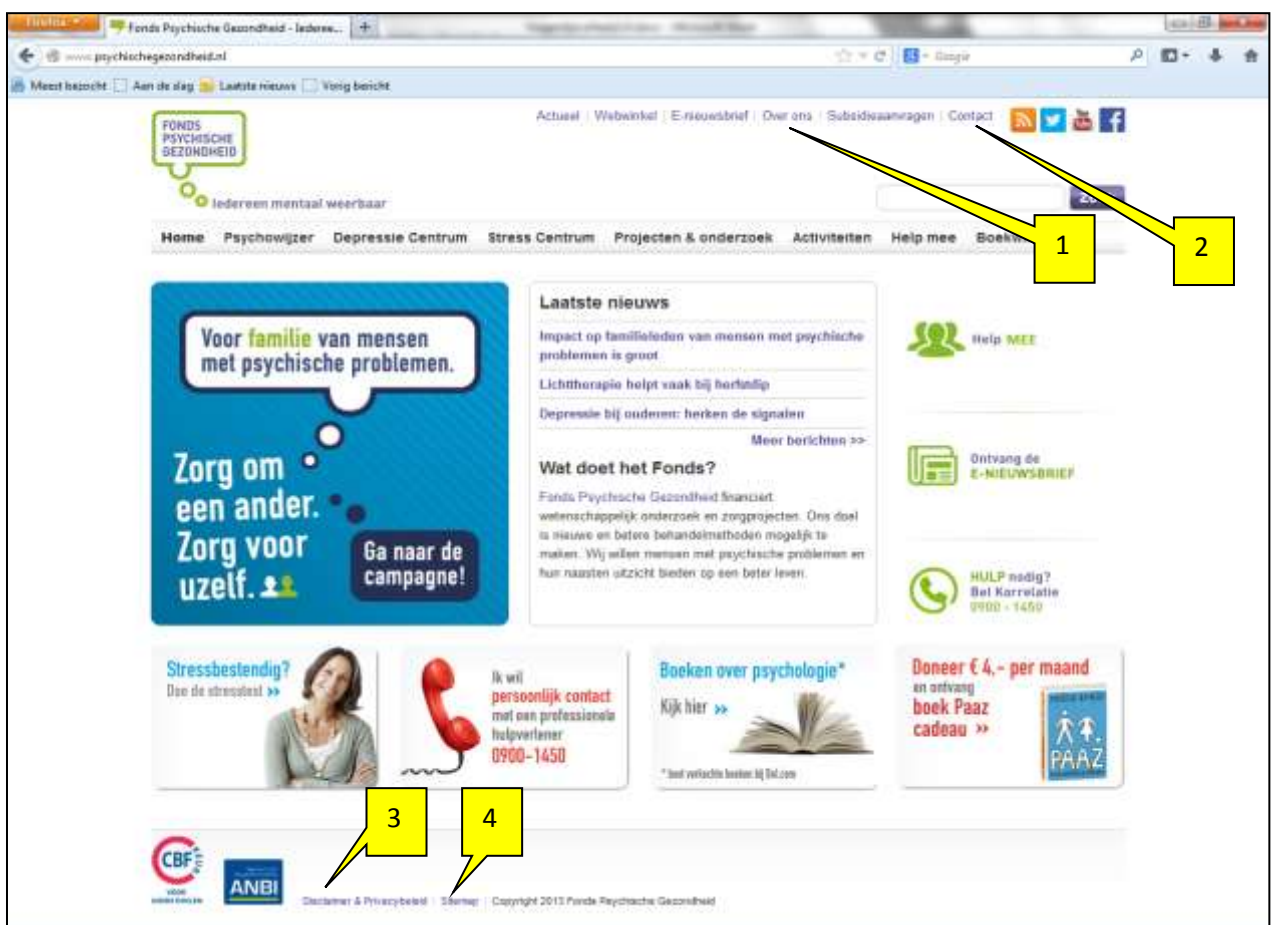 Firefox
Fonds Psychische Gezondheid - Iederee...
www.psychischegezondheid.nl
Google
Meest bezocht Aan de slag Laatste nieuws Vorig bericht
Actueel | Webwinkel | E-nieuwsbrief | Over ons | Subsidieaanvragen | Contact
FONDS
PSYCHISCHE
GEZONDHEID
Iedereen mentaal weerbaar
1
2
Home Psychowijzer Depressie Centrum Stress Centrum Projecten & onderzoek Activiteiten Help mee
Voor familie van mensen
met psychische problemen.
Zorg om
een ander.
Zorg voor
uzelf.
Ga naar de
campagne!
Laatste nieuws
Impact op familieleden van mensen met psychische
problemen is groot
Lichttherapie helpt vaak bij herfstdip
Depressie bij ouderen: herken de signalen
Meer berichten >>
Wat doet het Fonds?
Fonds Psychische Gezondheid financiert
wetenschappelijk onderzoek en zorgprojecten. Ons doel
is nieuwe en betere behandelmethoden mogelijk te
maken. Wij willen mensen met psychische problemen en
hun naasten uitzicht bieden op een beter leven.
Help MEE
Ontvang de
E-NIEUWSBRIEF
HULP nodig?
Bel Korrelatie
0900 - 1450
Stressbestendig?
Doe de stresstest »
Ik wil
persoonlijk contact
met een professionele
hulpverlener
0900-1450
Boeken over psychologie*
Kijk hier »
Doneer € 4,- per maand
en ontvang
boek Paaz
cadeau »
PAAZ
3
4
CBF
ANBI
Disclaimer & Privacybeleid | Sitemap | Copyright 2013 Fonds Psychische Gezondheid